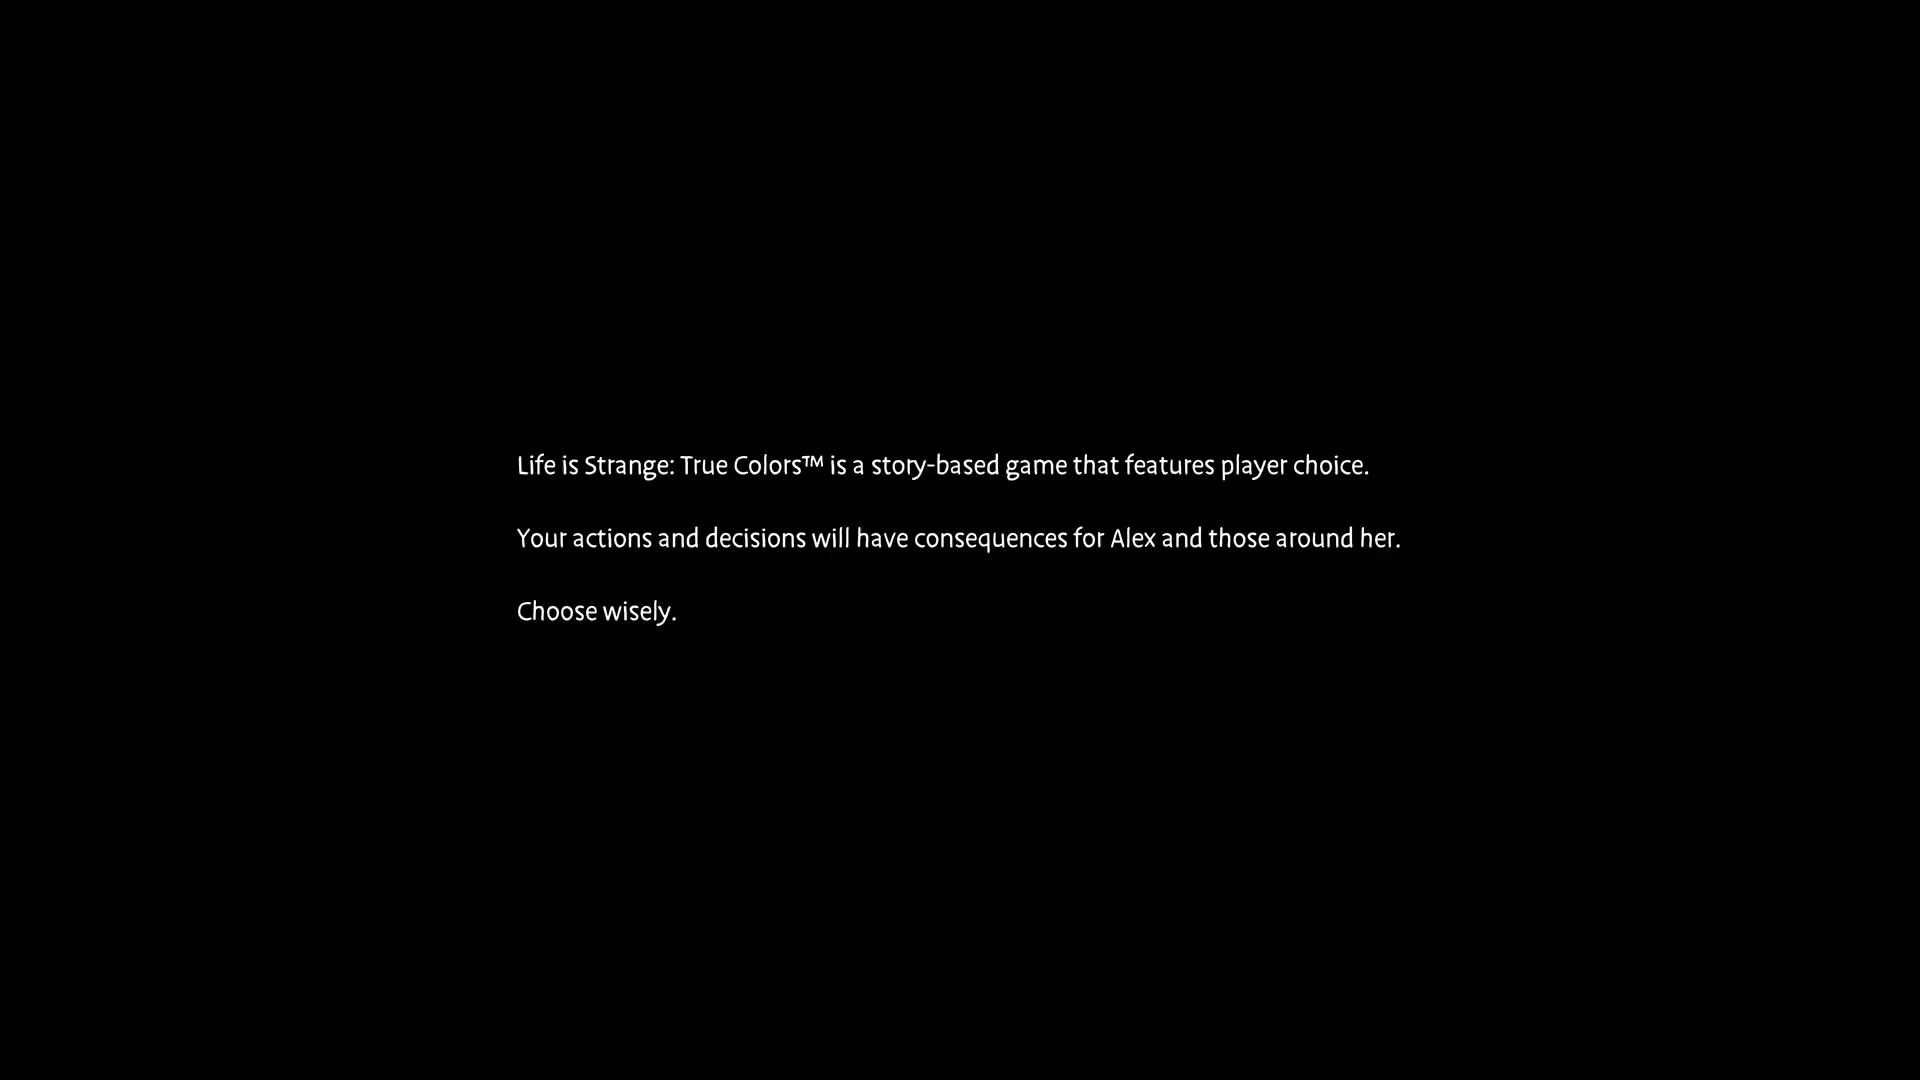 Life is Strange: True Colors™ is a story-based game that features player choice.
Your actions and decisions will have consequences for Alex and those around her.
Choose wisely.